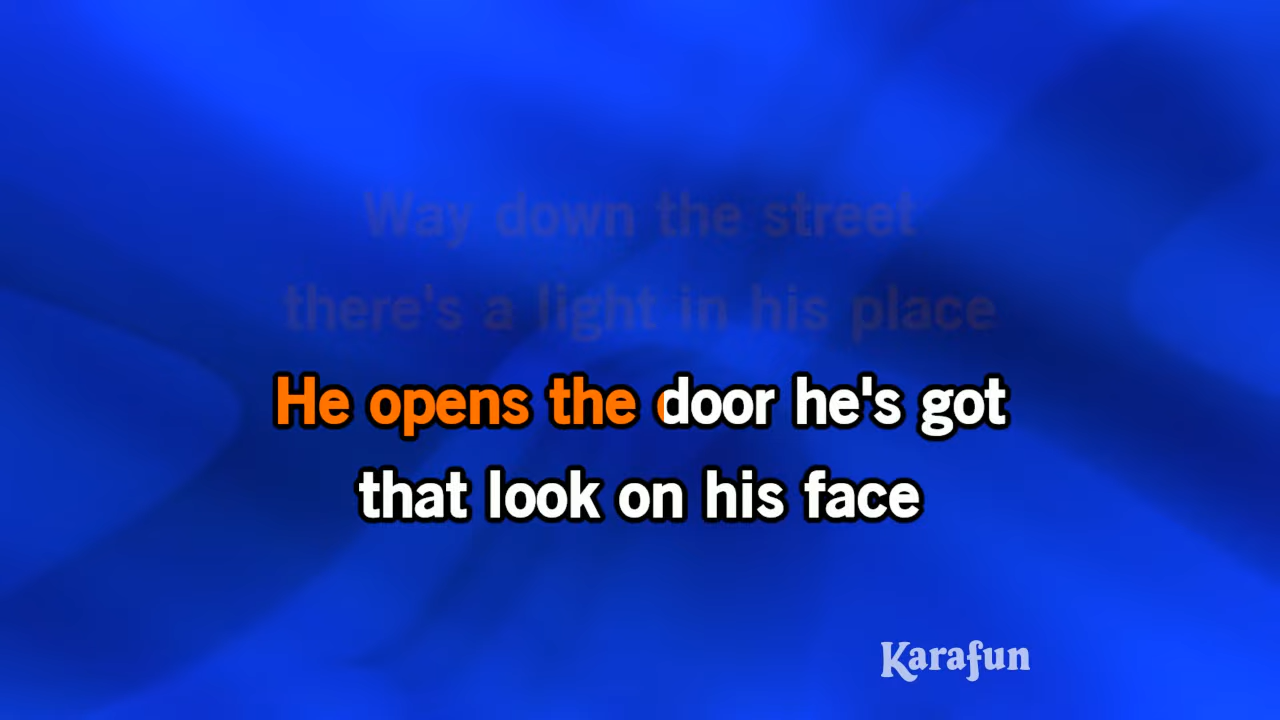 Way down the street
there's a light in his place
He opens the door he's got
that look on his face
Karafun